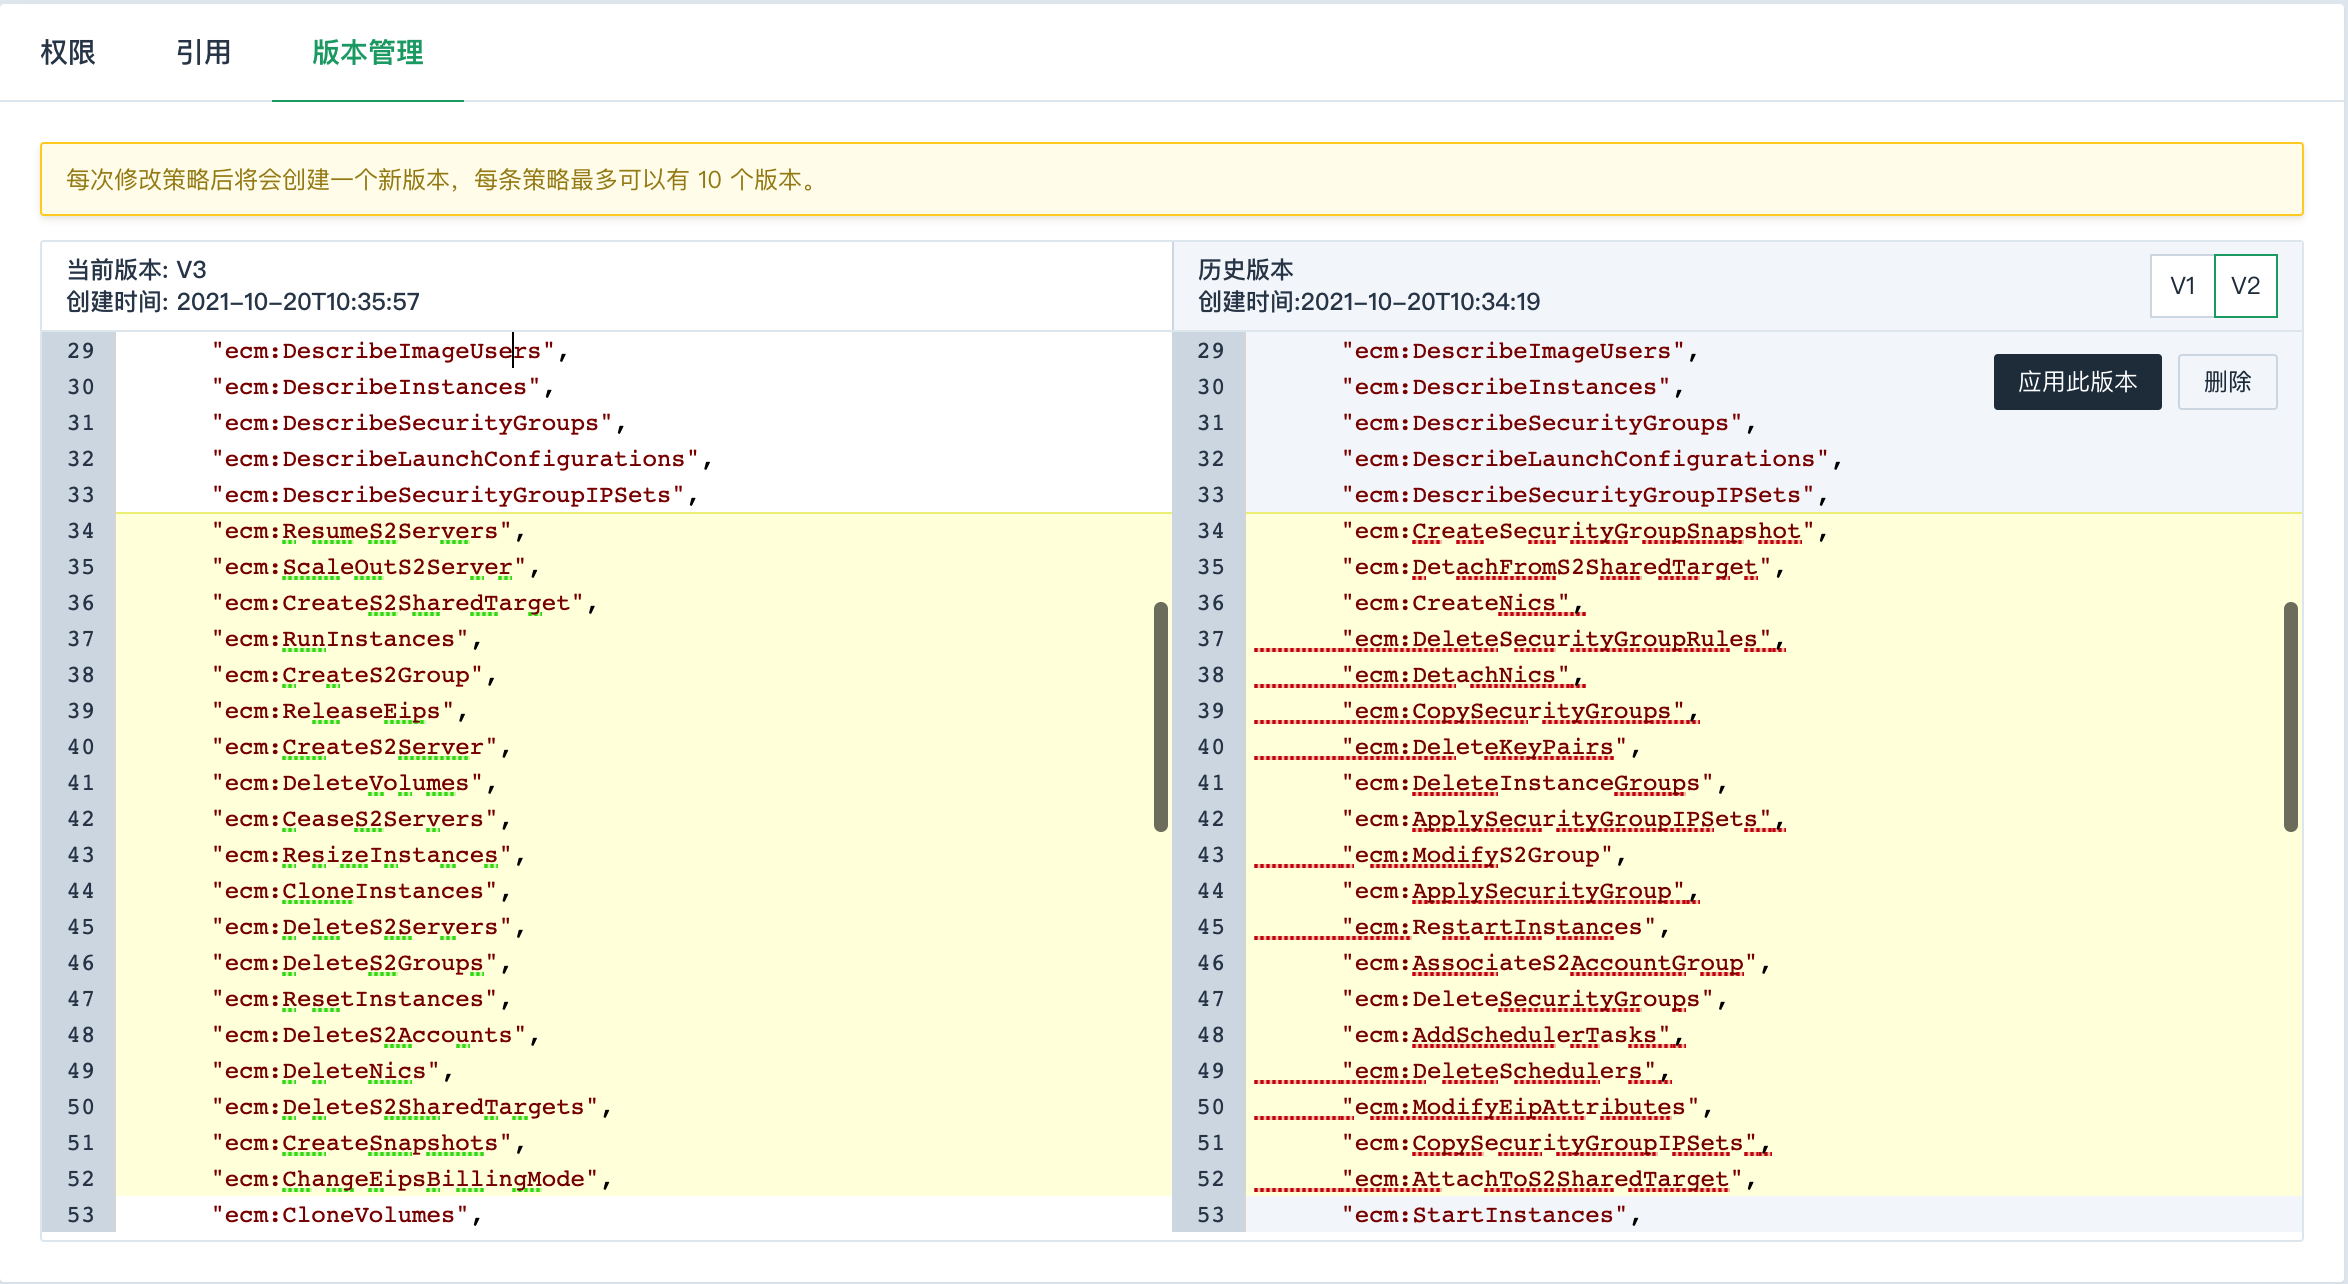 权限 引用 版本管理
每次修改策略后将会创建一个新版本，每条策略最多可以有 10 个版本。
当前版本: V3
创建时间: 2021-10-20T10:35:57
29 "ecm:DescribeImageUsers",
30 "ecm:DescribeInstances",
31 "ecm:DescribeSecurityGroups",
32 "ecm:DescribeLaunchConfigurations",
33 "ecm:DescribeSecurityGroupIPSets",
34 "ecm:ResumeS2Servers",
35 "ecm:ScaleOutS2Server",
36 "ecm:CreateS2SharedTarget",
37 "ecm:RunInstances",
38 "ecm:CreateS2Group",
39 "ecm:ReleaseEips",
40 "ecm:CreateS2Server",
41 "ecm:DeleteVolumes",
42 "ecm:CeaseS2Servers",
43 "ecm:ResizeInstances",
44 "ecm:CloneInstances",
45 "ecm:DeleteS2Servers",
46 "ecm:DeleteS2Groups",
47 "ecm:ResetInstances",
48 "ecm:DeleteS2Accounts",
49 "ecm:DeleteNics",
50 "ecm:DeleteS2SharedTargets",
51 "ecm:CreateSnapshots",
52 "ecm:ChangeEipsBillingMode",
53 "ecm:CloneVolumes",
历史版本
创建时间:2021-10-20T10:34:19
V1 V2
应用此版本 删除
29 "ecm:DescribeImageUsers",
30 "ecm:DescribeInstances",
31 "ecm:DescribeSecurityGroups",
32 "ecm:DescribeLaunchConfigurations",
33 "ecm:DescribeSecurityGroupIPSets",
34 "ecm:CreateSecurityGroupSnapshot",
35 "ecm:DetachFromS2SharedTarget",
36 "ecm:CreateNics",
37 "ecm:DeleteSecurityGroupRules",
38 "ecm:DetachNics",
39 "ecm:CopySecurityGroups",
40 "ecm:DeleteKeyPairs",
41 "ecm:DeleteInstanceGroups",
42 "ecm:ApplySecurityGroupIPSets",
43 "ecm:ModifyS2Group",
44 "ecm:ApplySecurityGroup",
45 "ecm:RestartInstances",
46 "ecm:AssociateS2AccountGroup",
47 "ecm:DeleteSecurityGroups",
48 "ecm:AddSchedulerTasks",
49 "ecm:DeleteSchedulers",
50 "ecm:ModifyEipAttributes",
51 "ecm:CopySecurityGroupIPSets",
52 "ecm:AttachToS2SharedTarget",
53 "ecm:StartInstances",